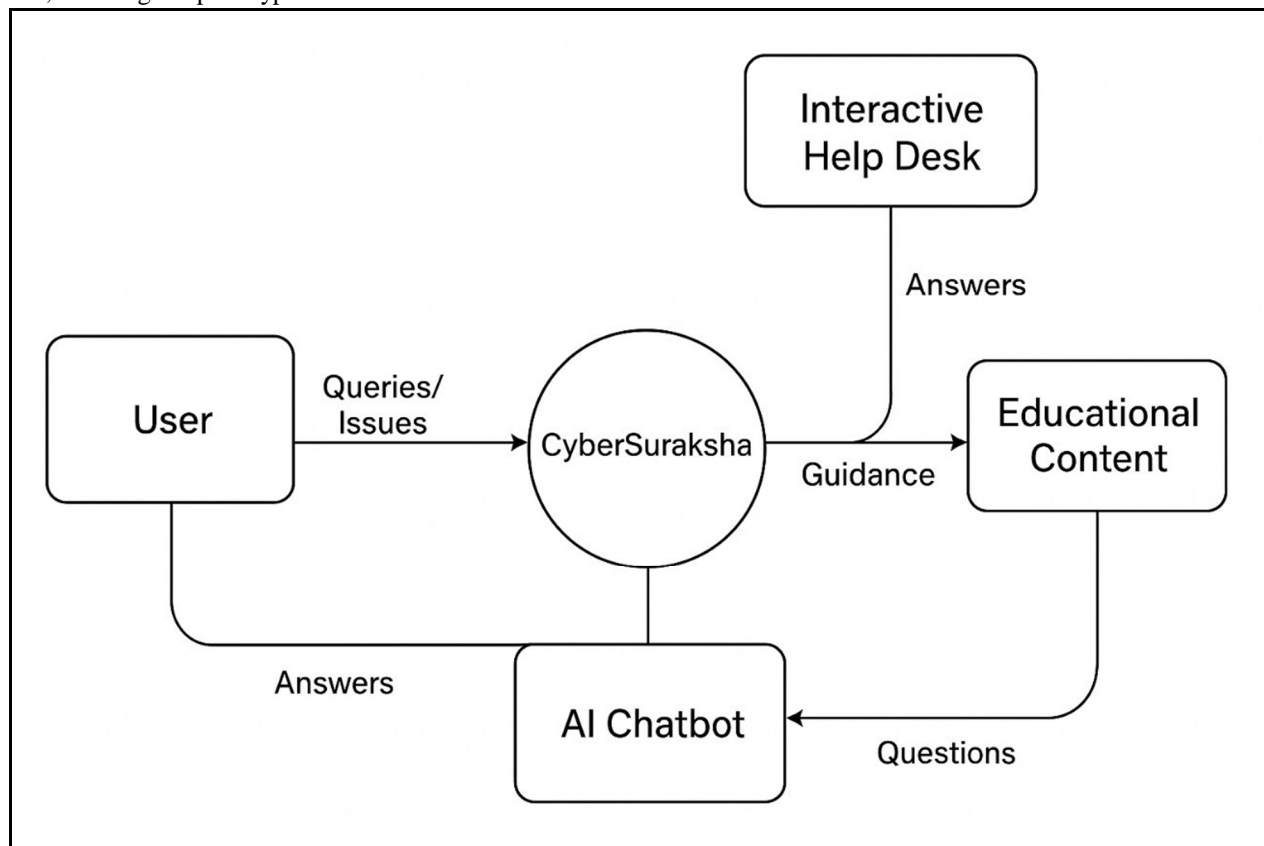 Interactive
Help Desk
Answers
User
Queries/
Issues
CyberSuraksha
Guidance
Educational
Content
Answers
AI Chatbot
Questions